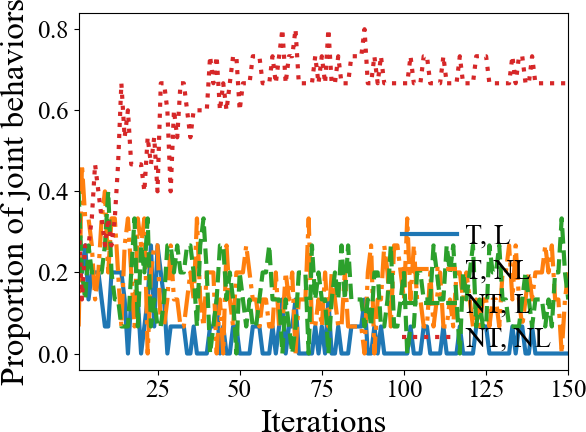 Proportion of joint behaviors
0.8
0.6
0.4
0.2
0.0
T, L
T, NL
NT, L
NT, NL
25 50 75 100 125 150
Iterations